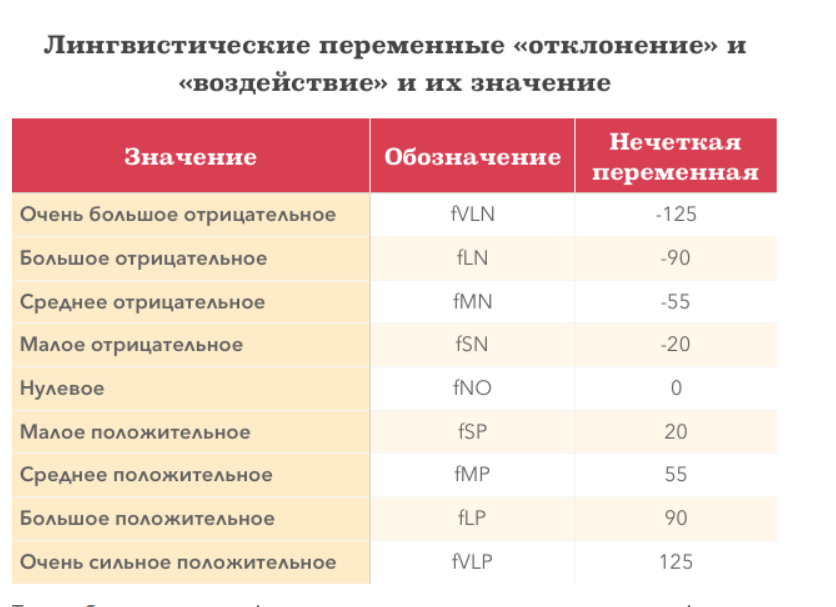 Лингвистические переменные «отклонение» и
«воздействие» и их значение
Значение Обозначение Нечеткая переменная
Очень большое отрицательное fVLN -125
Большое отрицательное fLN -90
Среднее отрицательное fMN -55
Малое отрицательное fSN -20
Нулевое fNO 0
Малое положительное fSP 20
Среднее положительное fMP 55
Большое положительное fLP 90
Очень сильное положительное fVLP 125